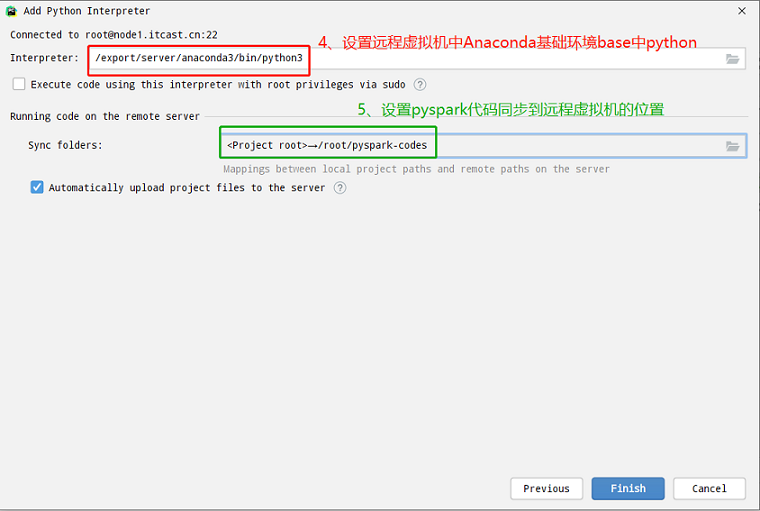 Add Python Interpreter
Connected to root@node1.itcast.cn:22
4、设置远程虚拟机中Anaconda基础环境base中python
Interpreter: /export/server/anaconda3/bin/python3
Execute code using this interpreter with root privileges via sudo ?
5、设置pyspark代码同步到远程虚拟机的位置
Running code on the remote server
Sync folders: <Project root>→/root/pyspark-codes
Mappings between local project paths and remote paths on the server
Automatically upload project files to the server ?
Previous Finish Cancel